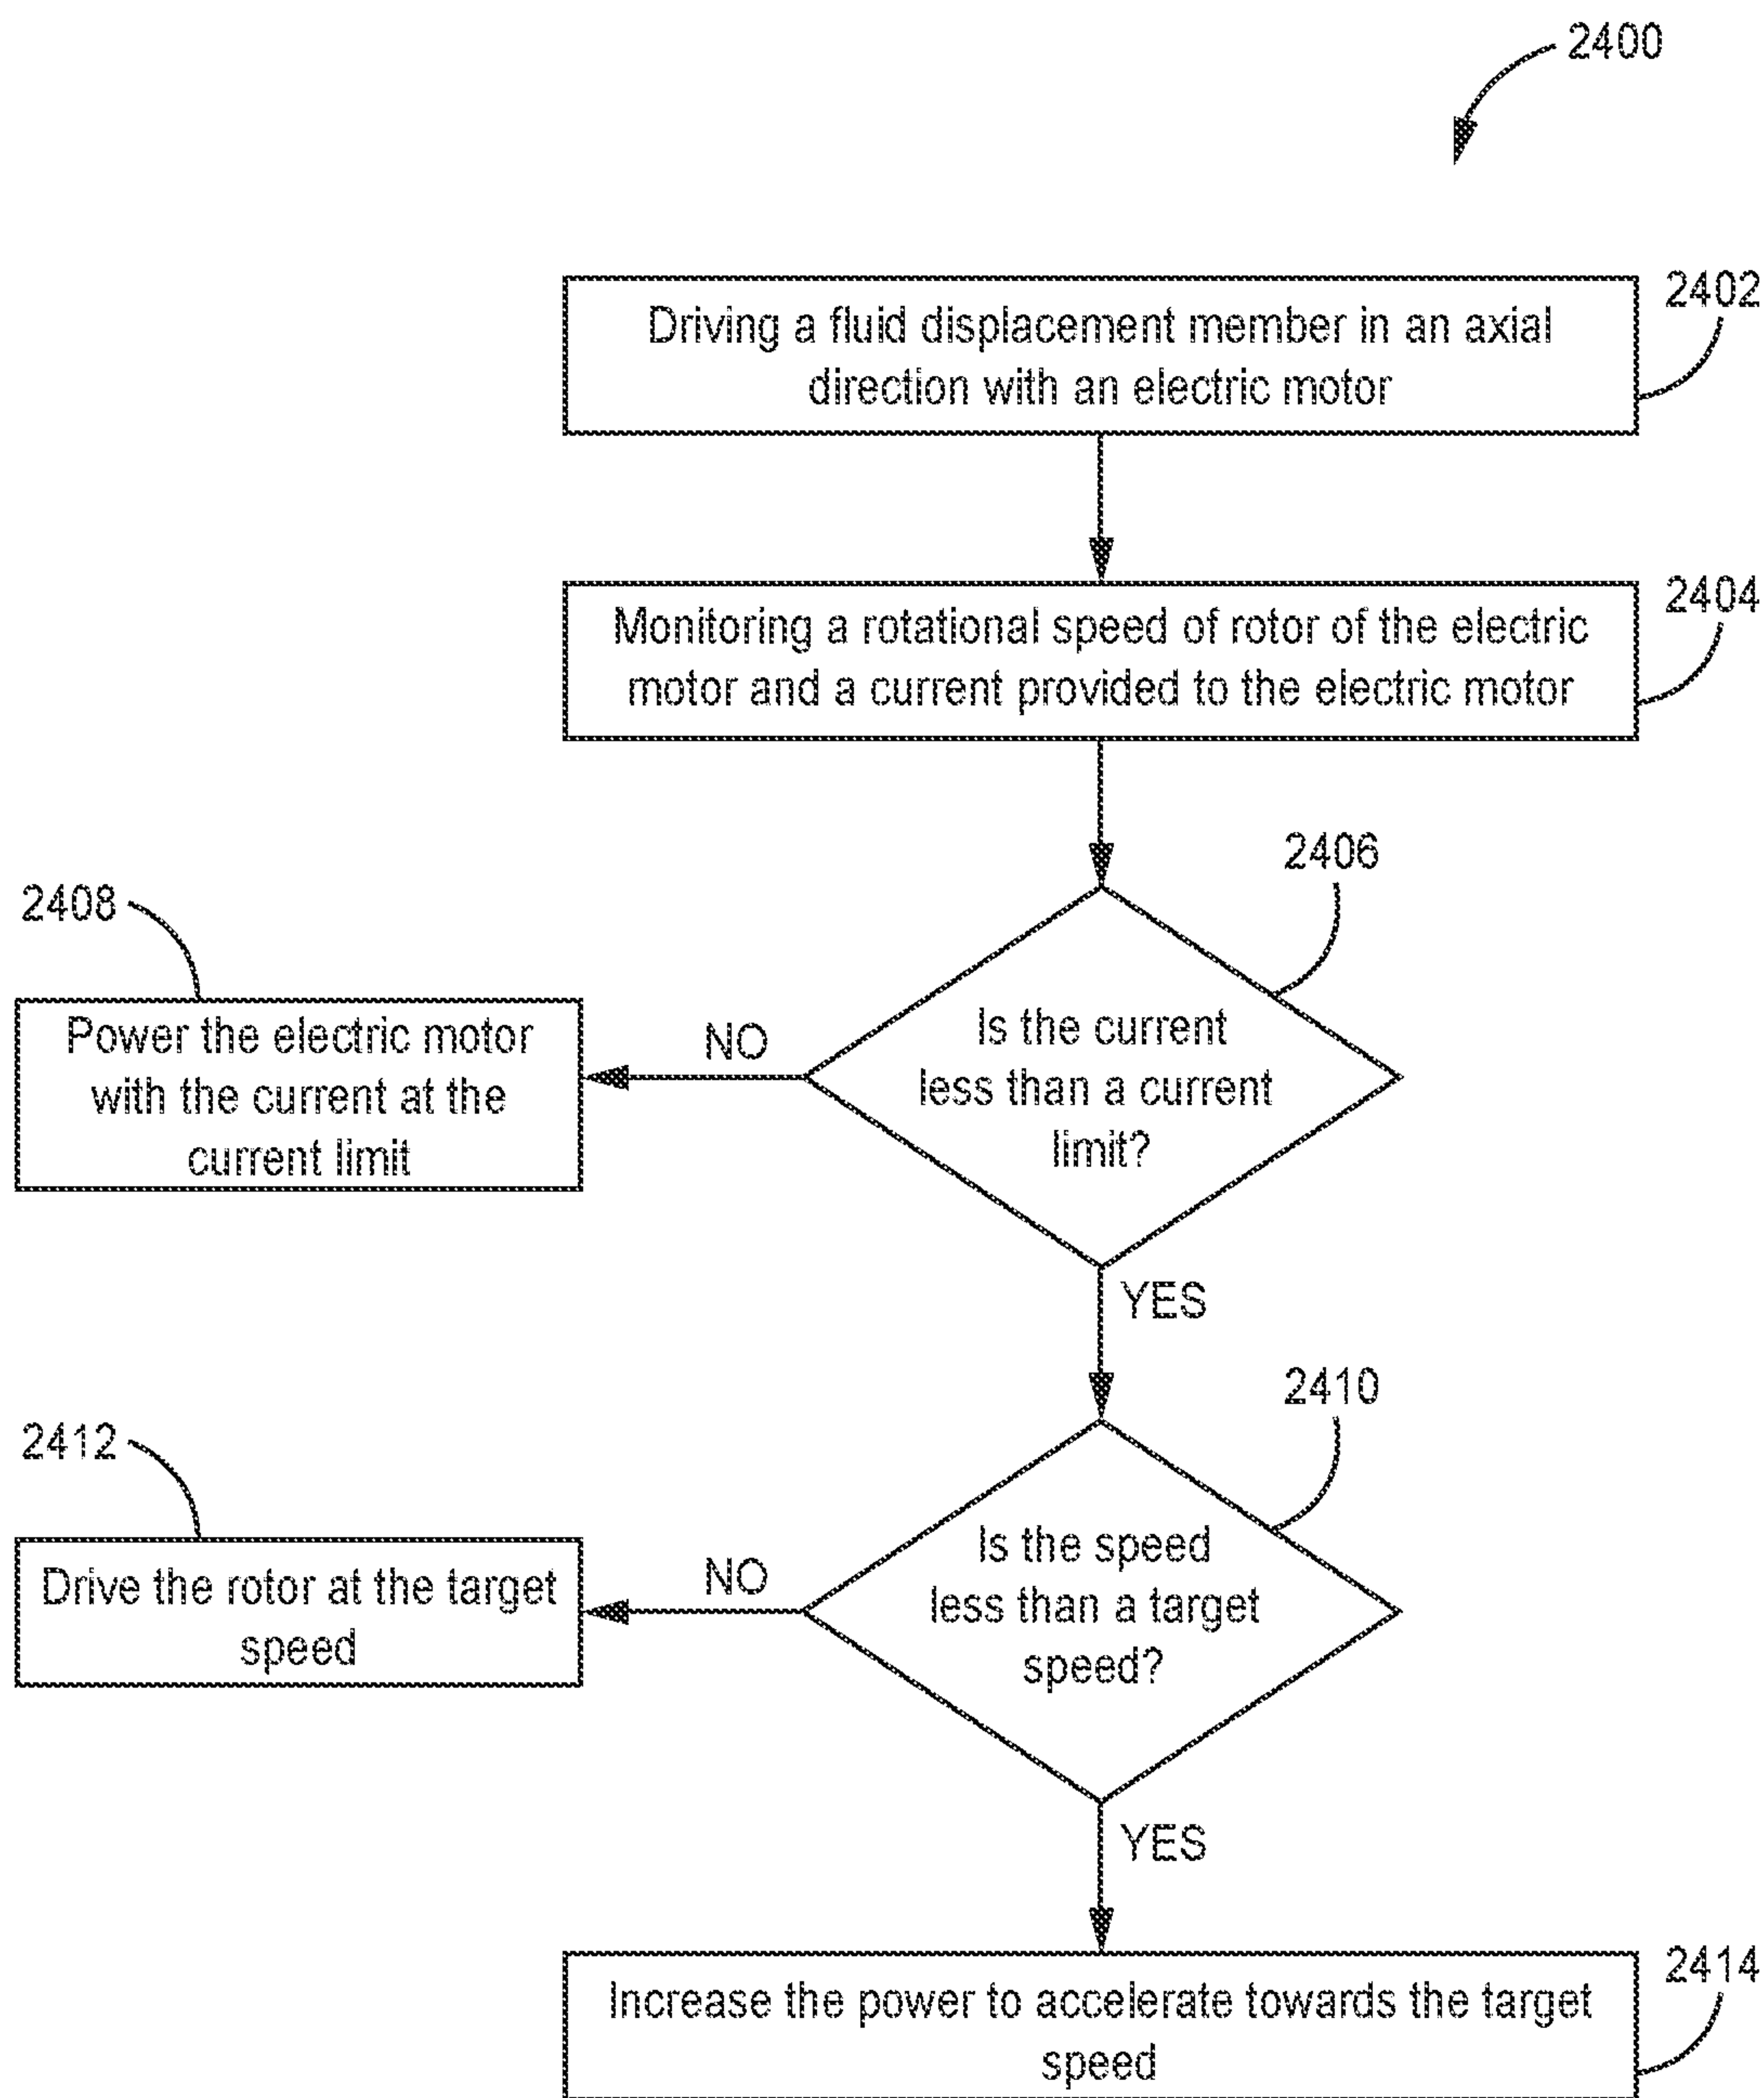 2400
2402
Driving a fluid displacement member in an axial
direction with an electric motor
2404
Monitoring a rotational speed of rotor of the electric
motor and a current provided to the electric motor
2406
2408
Is the current
less than a current
limit?
NO
Power the electric motor
with the current at the
current limit
YES
2410
2412
Is the speed
less than a target
speed?
NO
Drive the rotor at the target
speed
YES
2414
Increase the power to accelerate towards the target
speed